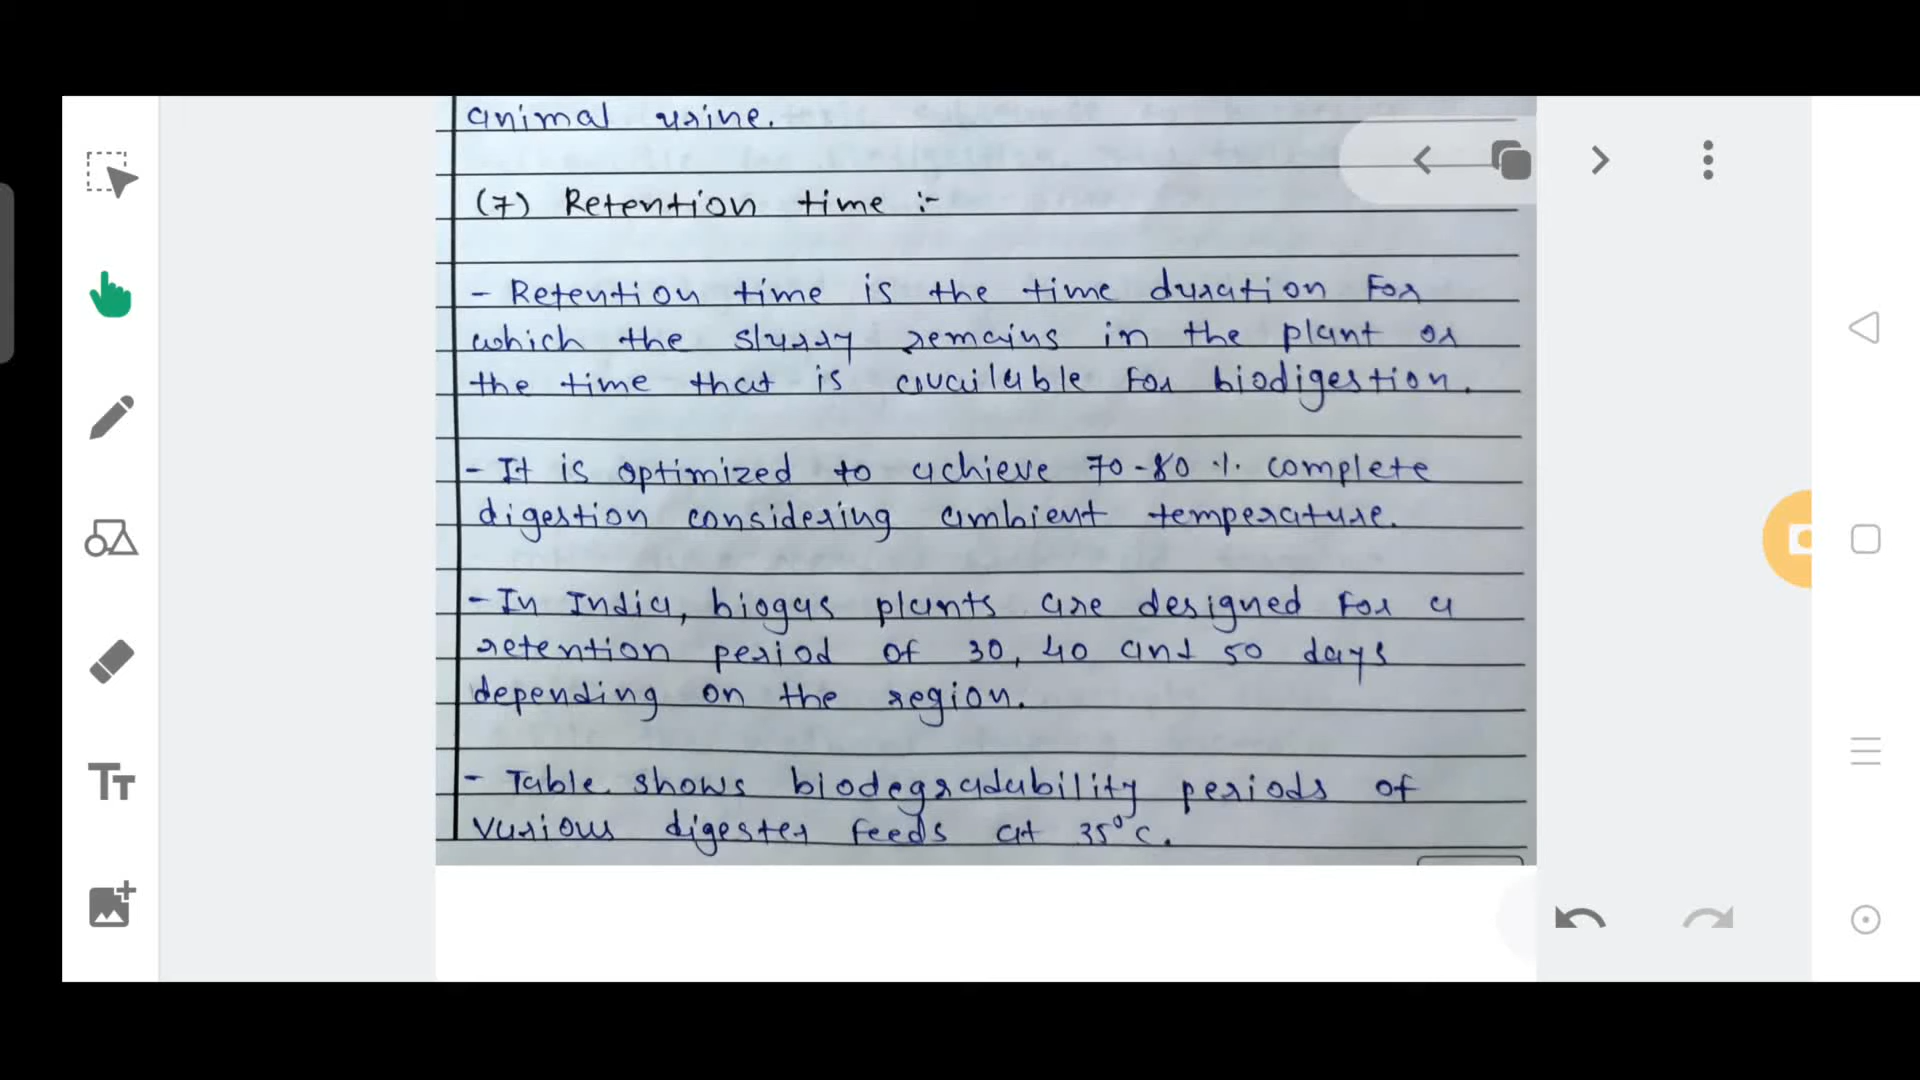 animal urine.
(7) Retention time :-
- Retention time is the time duration for
which the slurry remains in the plant or
the time that is available for biodigestion.
- It is optimized to achieve 70-80 % complete
digestion considering ambient temperature.
- In India, biogas plants are designed for a
retention period of 30, 40 and 50 days
depending on the region.
- Table shows biodegradability periods of
various digester feeds at 35°c.
TT